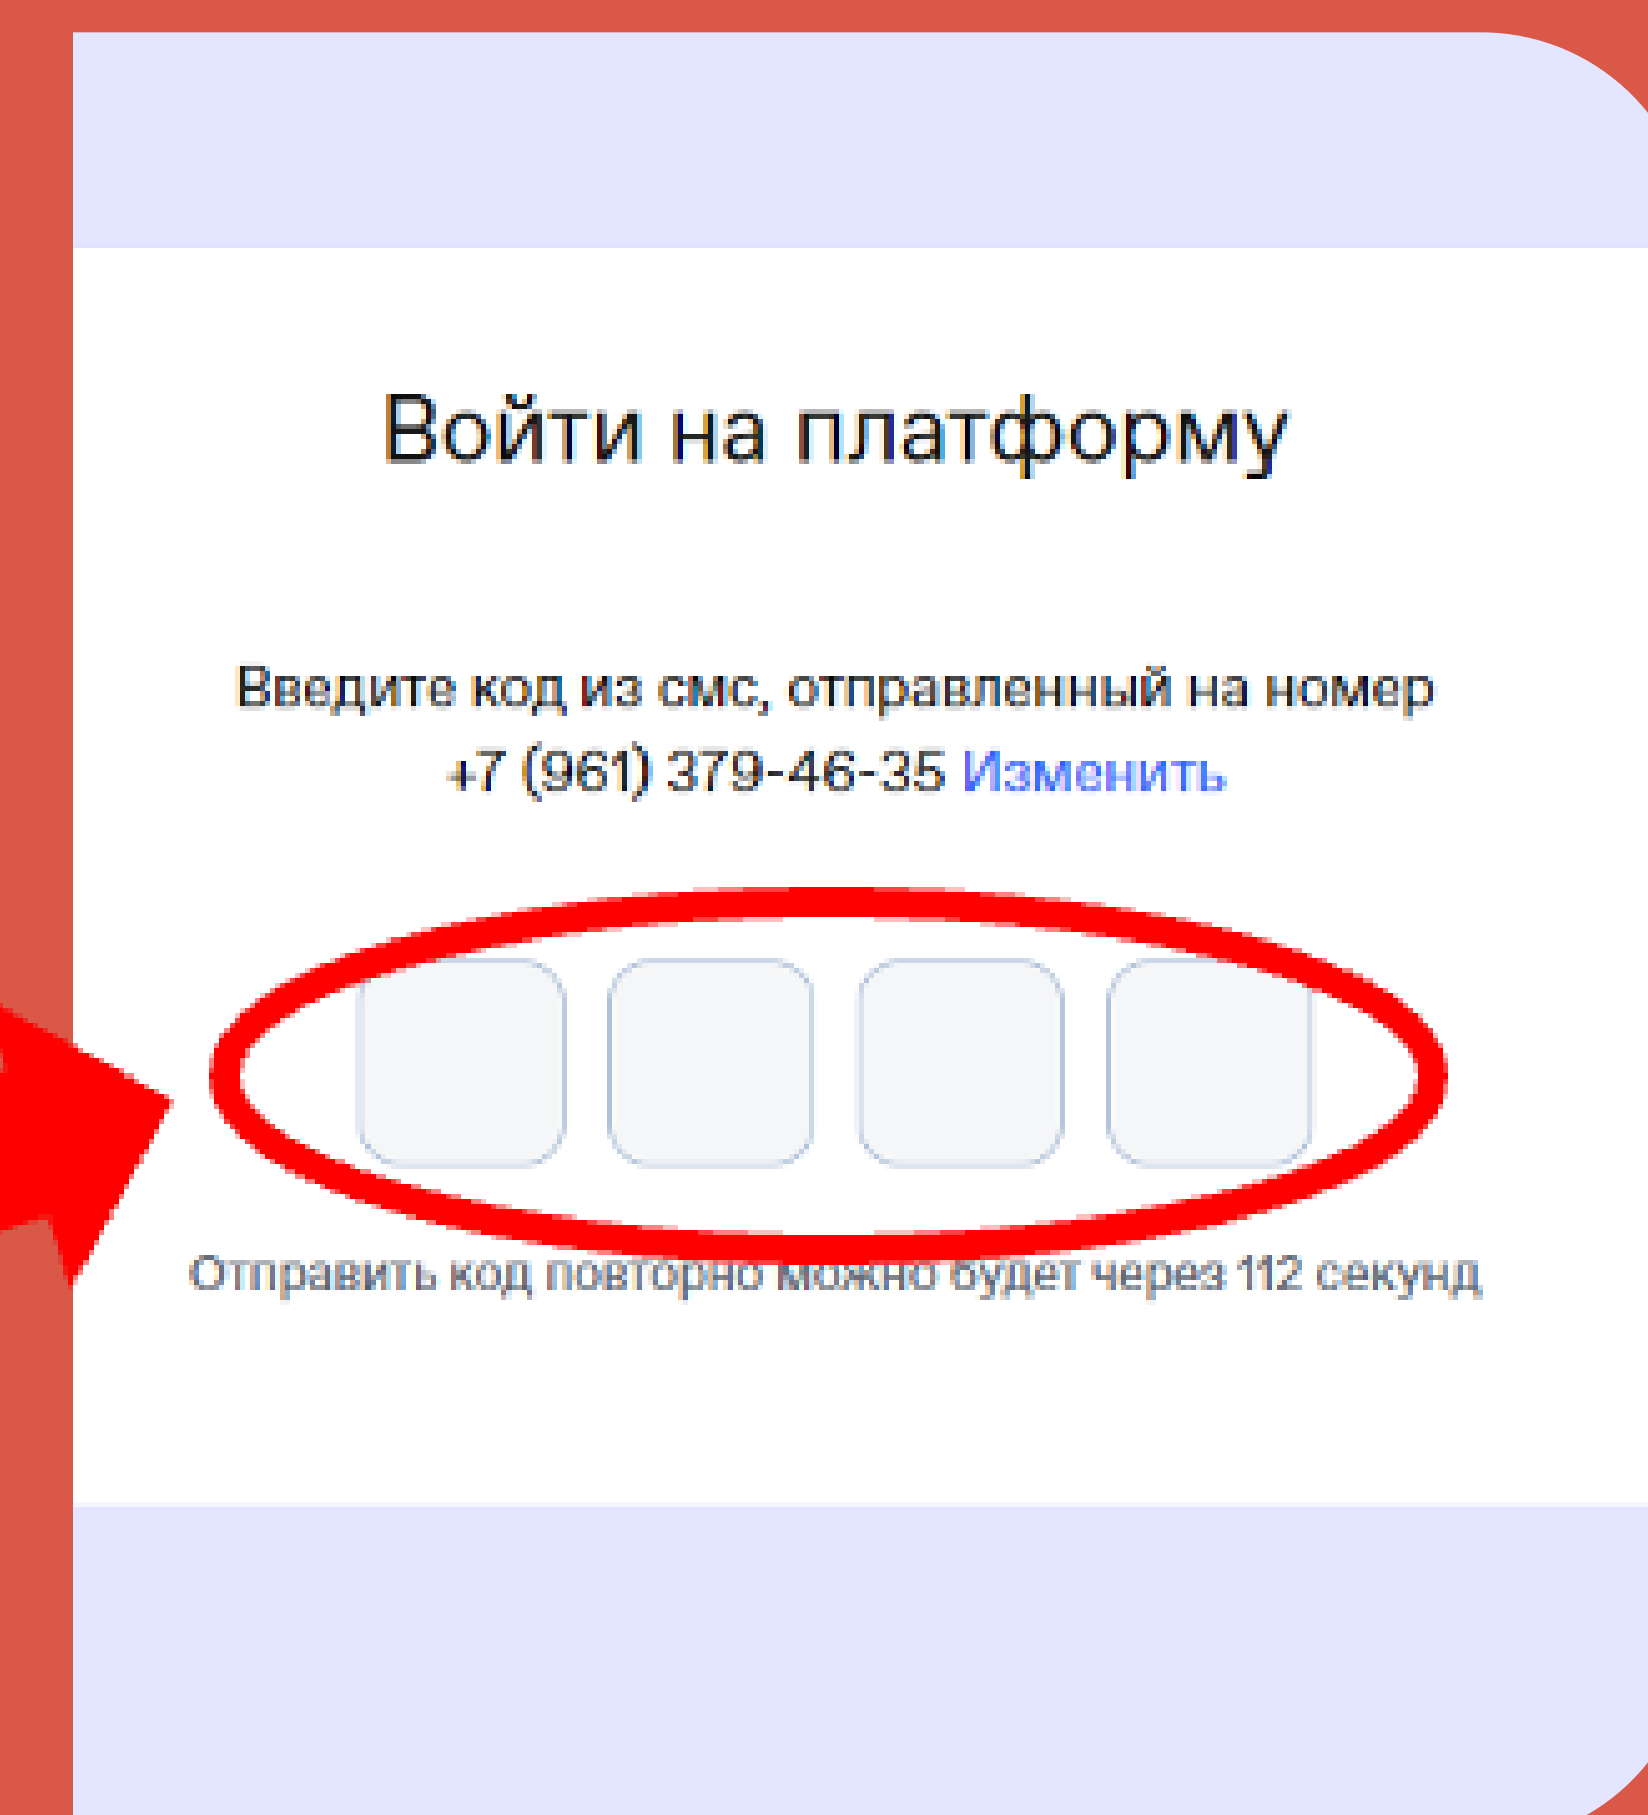 Войти на платформу
Введите код из смс, отправленный на номер
+7 (961) 379-46-35 Изменить
Отправить код повторно можно будет через 112 секунд